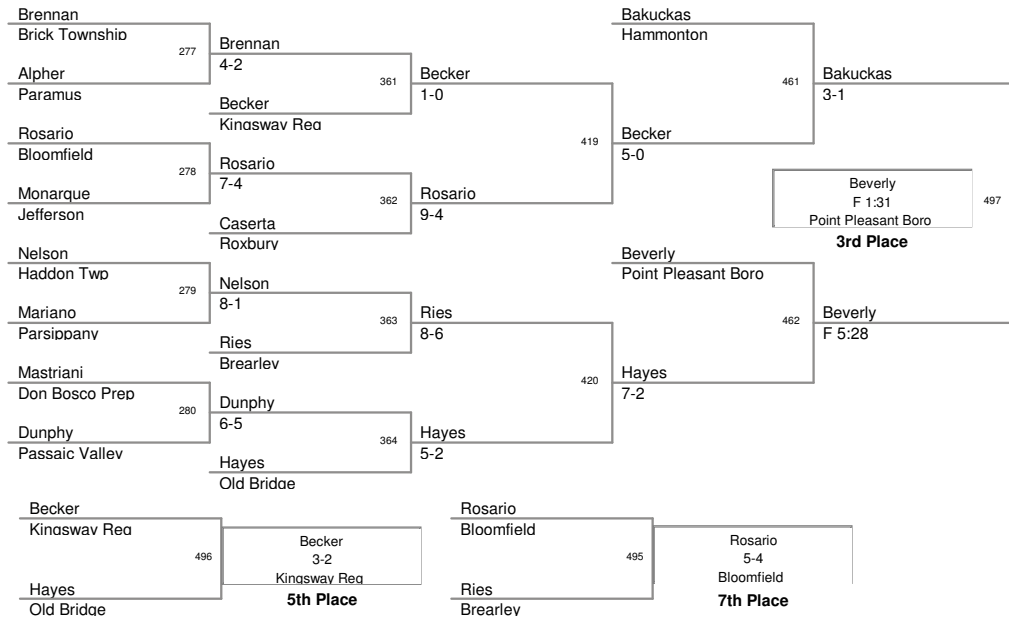 Brennan
Brick Township
277
Alpher
Paramus
Rosario
Bloomfield
278
Monarque
Jefferson
Nelson
Haddon Twp
279
Mariano
Parsippany
Mastriani
Don Bosco Prep
280
Dunphy
Passaic Valley
Brennan
4-2
361
Becker
Kingsway Reg
Rosario
7-4
362
Caserta
Roxbury
Nelson
8-1
363
Ries
Brearley
Dunphy
6-5
364
Hayes
Old Bridge
Becker
1-0
419
Rosario
9-4
Ries
8-6
420
Hayes
5-2
Bakuckas
Hammonton
461
Becker
5-0
Beverly
Point Pleasant Boro
462
Hayes
7-2
Bakuckas
3-1
Beverly
F 1:31
Point Pleasant Boro
497
3rd Place
Beverly
F 5:28
Becker
Kingsway Reg
496
Hayes
Old Bridge
Becker
3-2
Kingsway Reg
5th Place
Rosario
Bloomfield
495
Ries
Brearley
Rosario
5-4
Bloomfield
7th Place